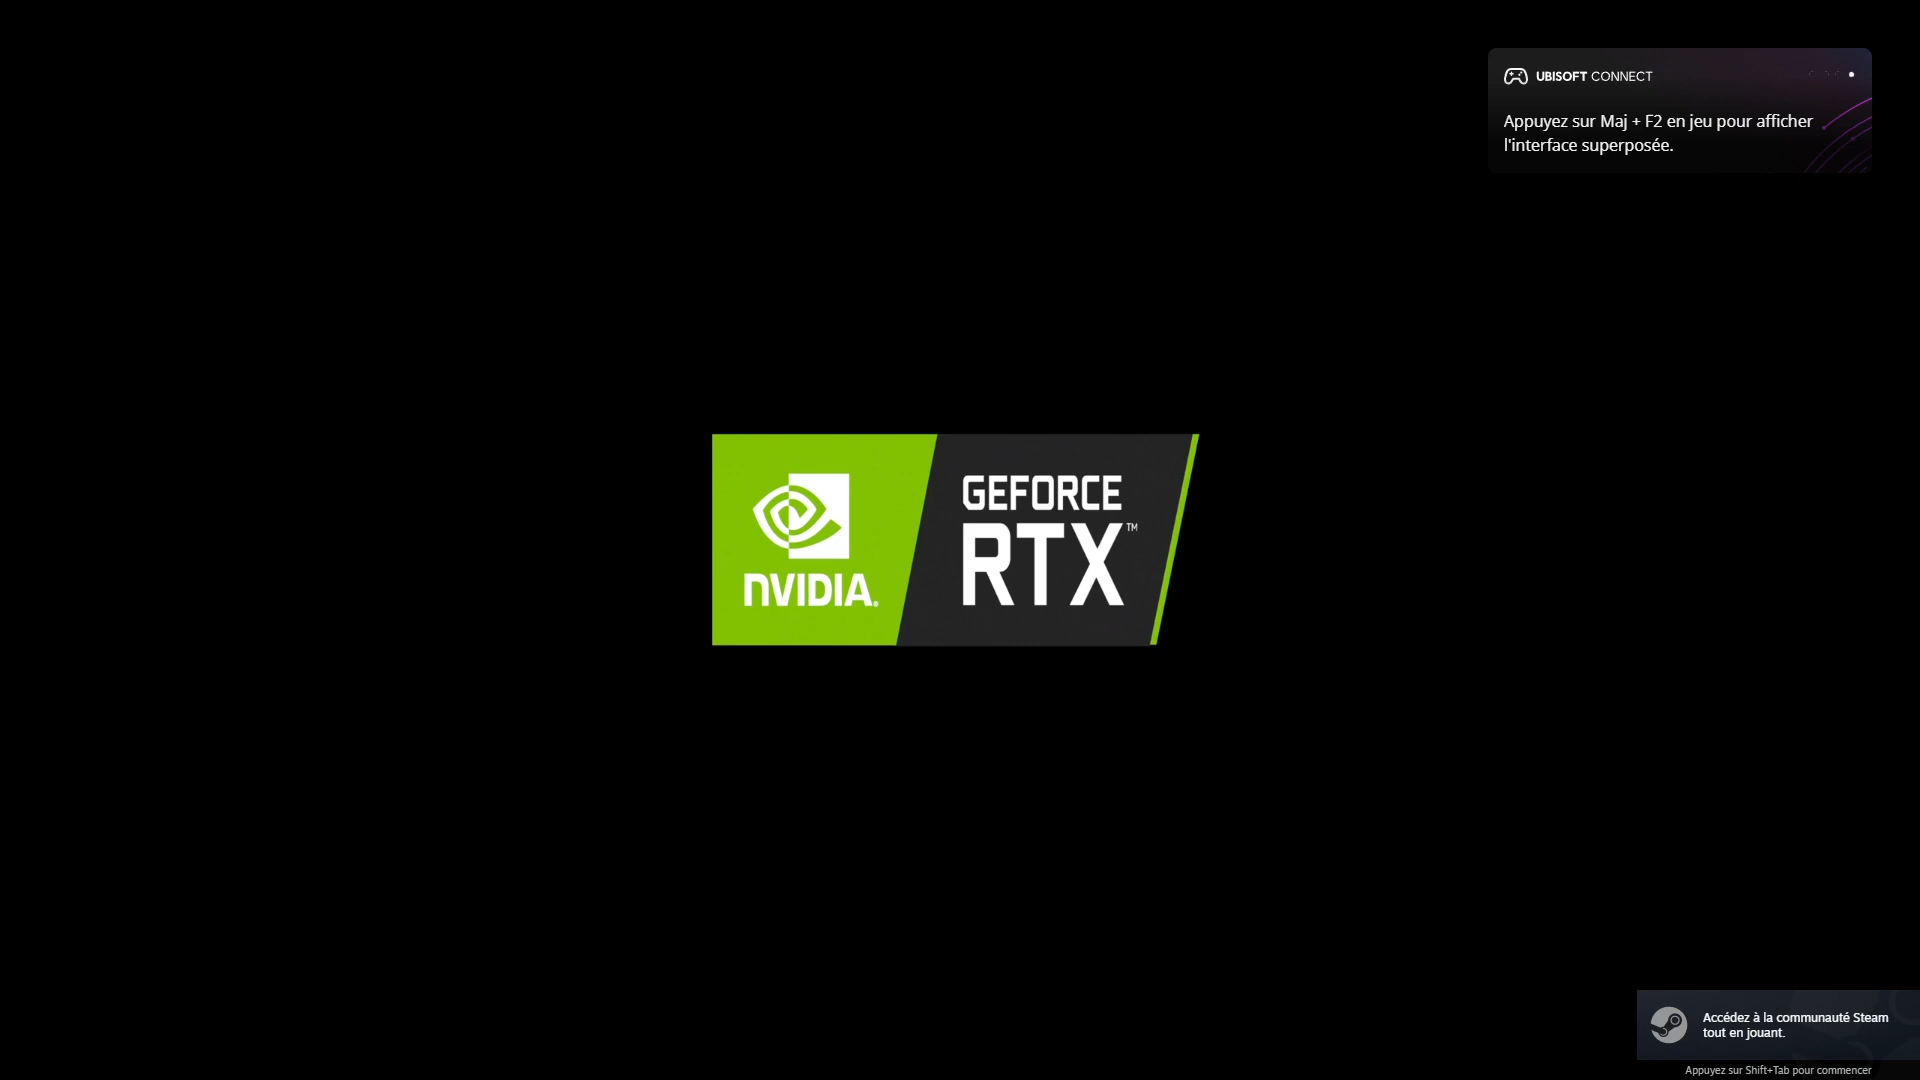 UBISOFT CONNECT
Appuyez sur Maj + F2 en jeu pour afficher
l'interface superposée.
NVIDIA®
GEFORCE
RTX™
Accédez à la communauté Steam
tout en jouant.
Appuyez sur Shift+Tab pour commencer